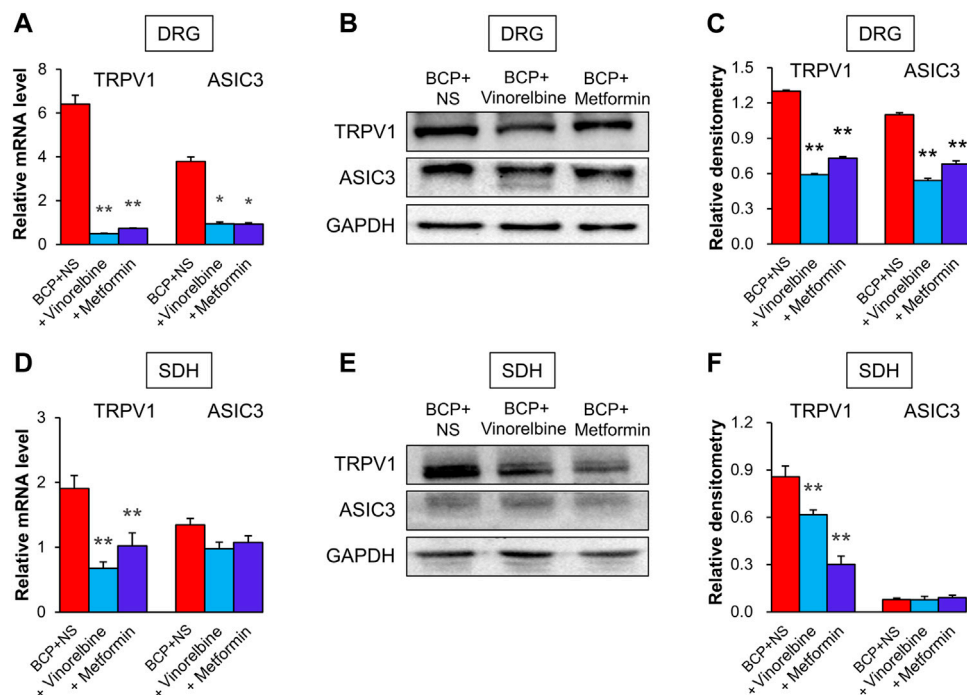 A
DRG
Relative mRNA level
TRPV1
ASIC3
8
6
4
2
0
**
**
*
*
BCP+NS
+ Vinorelbine
+ Metformin
BCP+NS
+ Vinorelbine
+ Metformin
B
DRG
BCP+ BCP+ BCP+
NS Vinorelbine Metformin
TRPV1
ASIC3
GAPDH
C
DRG
Relative densitometry
TRPV1
ASIC3
1.5
1.2
0.9
0.6
0.3
0.0
**
**
**
**
BCP+NS
+ Vinorelbine
+ Metformin
BCP+NS
+ Vinorelbine
+ Metformin
D
SDH
Relative mRNA level
TRPV1
ASIC3
3
2
1
0
**
**
BCP+NS
+ Vinorelbine
+ Metformin
BCP+NS
+ Vinorelbine
+ Metformin
E
SDH
BCP+ BCP+ BCP+
NS Vinorelbine Metformin
TRPV1
ASIC3
GAPDH
F
SDH
Relative densitometry
TRPV1
ASIC3
1.2
0.9
0.6
0.3
0.0
**
**
BCP+NS
+ Vinorelbine
+ Metformin
BCP+NS
+ Vinorelbine
+ Metformin